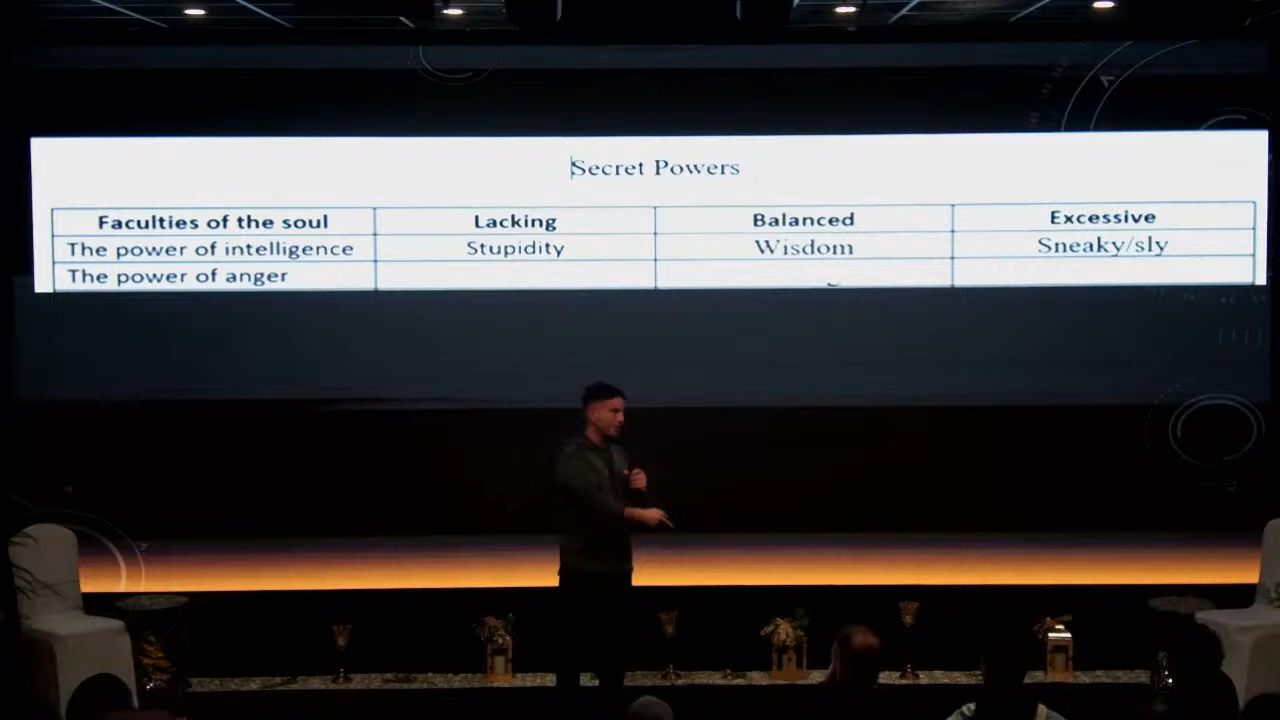 Secret Powers
Faculties of the soul Lacking Balanced Excessive
The power of intelligence Stupidity Wisdom Sneaky/sly
The power of anger